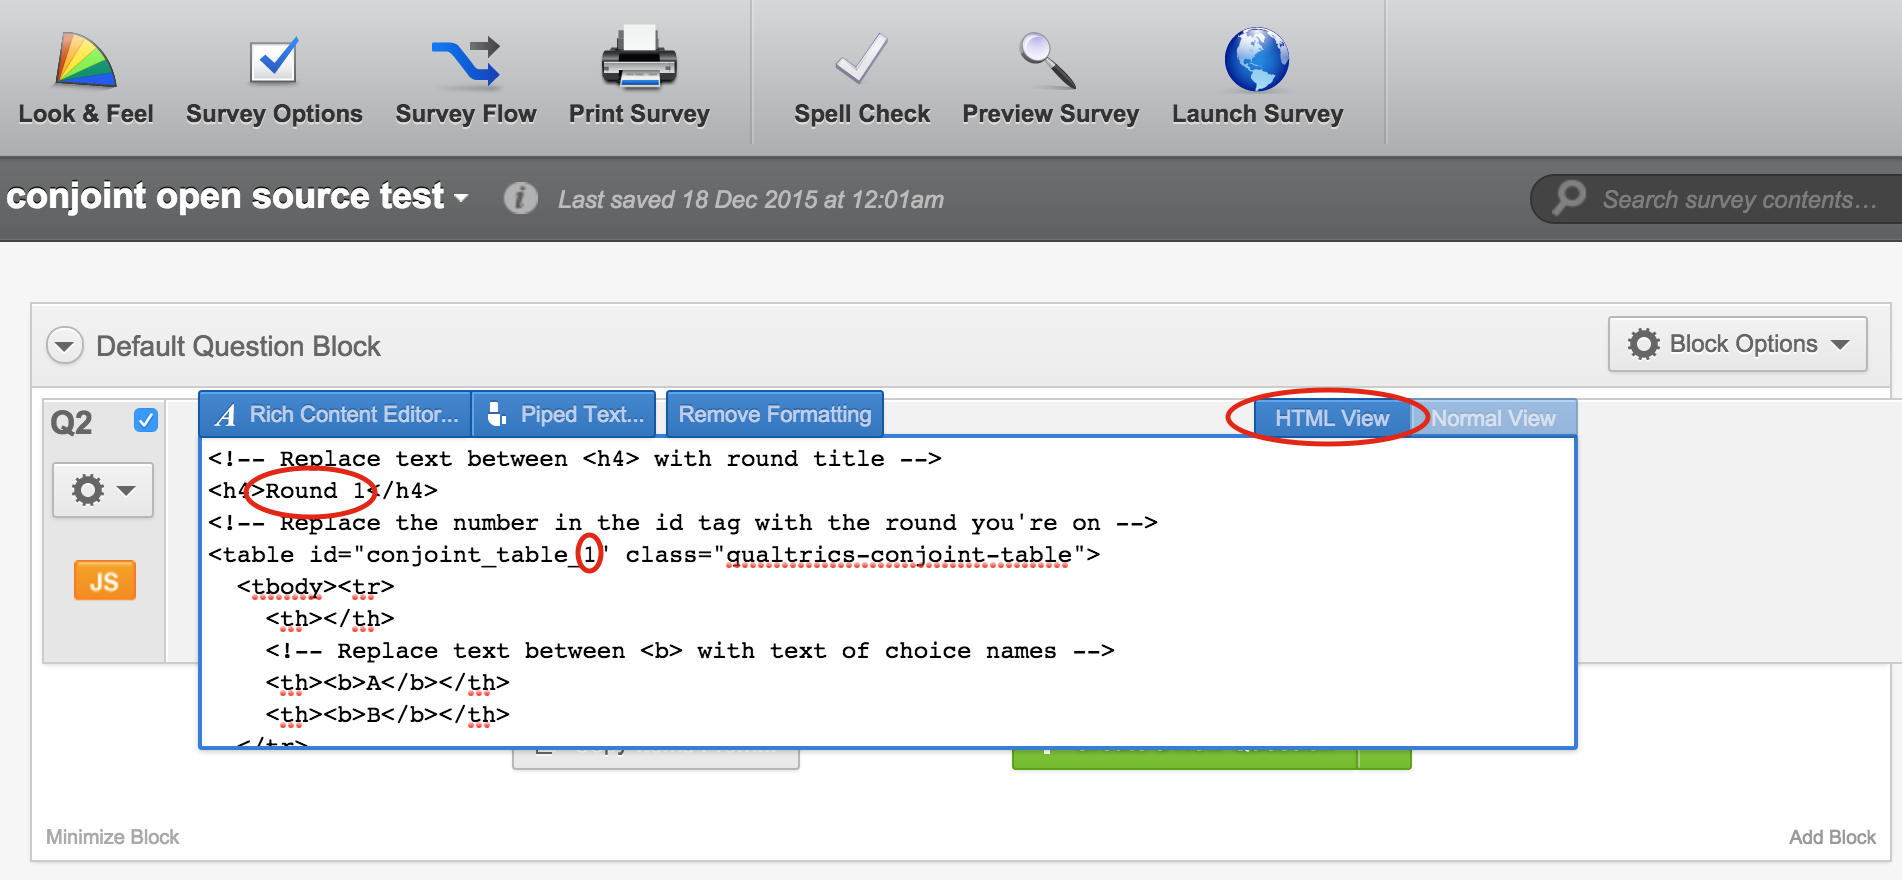 Look & Feel Survey Options Survey Flow Print Survey Spell Check Preview Survey Launch Survey
conjoint open source test Last saved 18 Dec 2015 at 12:01am Search survey contents...
Default Question Block Block Options
Q2 Rich Content Editor... Piped Text... Remove Formatting HTML View Normal View
<!-- Replace text between <h4> with round title -->
<h4>Round 1</h4>
<!-- Replace the number in the id tag with the round you're on -->
<table id="conjoint_table_1" class="qualtrics-conjoint-table">
<tbody><tr>
JS
<th></th>
<!-- Replace text between <b> with text of choice names -->
<th><b>A</b></th>
<th><b>B</b></th>
</tr>
Minimize Block Add Block